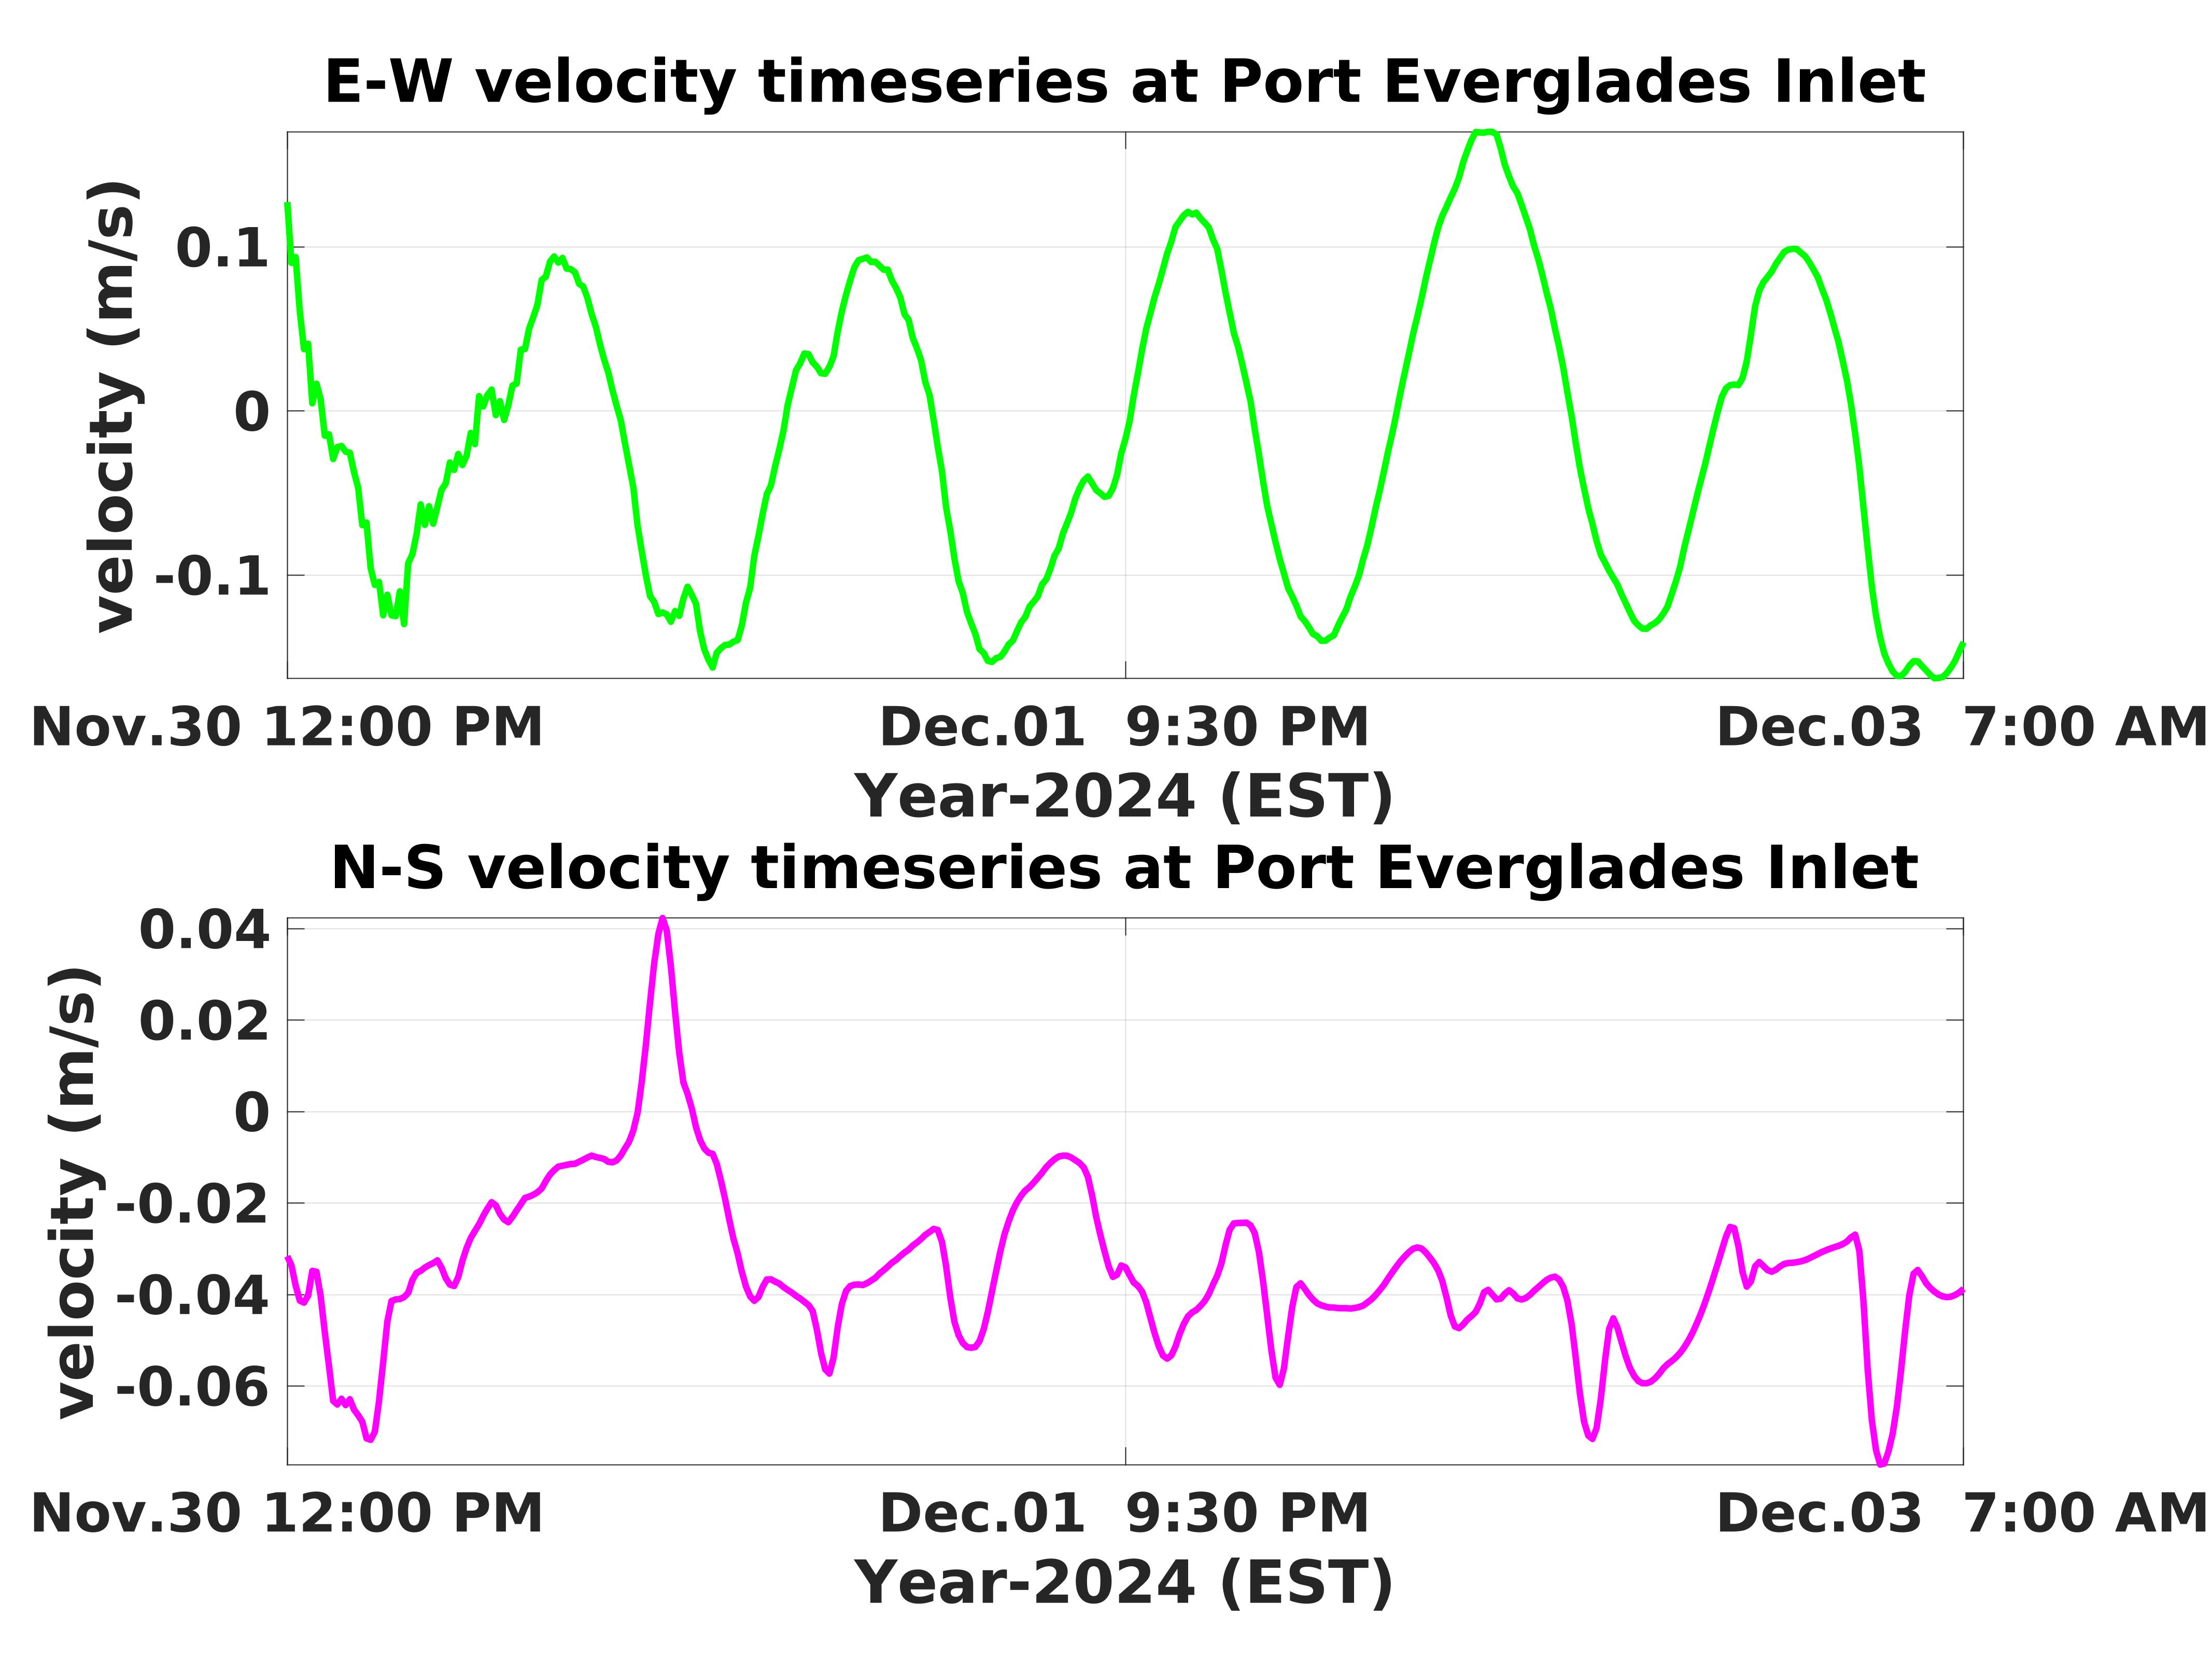 E-W velocity timeseries at Port Everglades Inlet
velocity (m/s)
0.1
0
-0.1
Nov.30 12:00 PM
Dec.01 9:30 PM
Dec.03 7:00 AM
Year-2024 (EST)
N-S velocity timeseries at Port Everglades Inlet
velocity (m/s)
0.04
0.02
0
-0.02
-0.04
-0.06
Nov.30 12:00 PM
Dec.01 9:30 PM
Dec.03 7:00 AM
Year-2024 (EST)